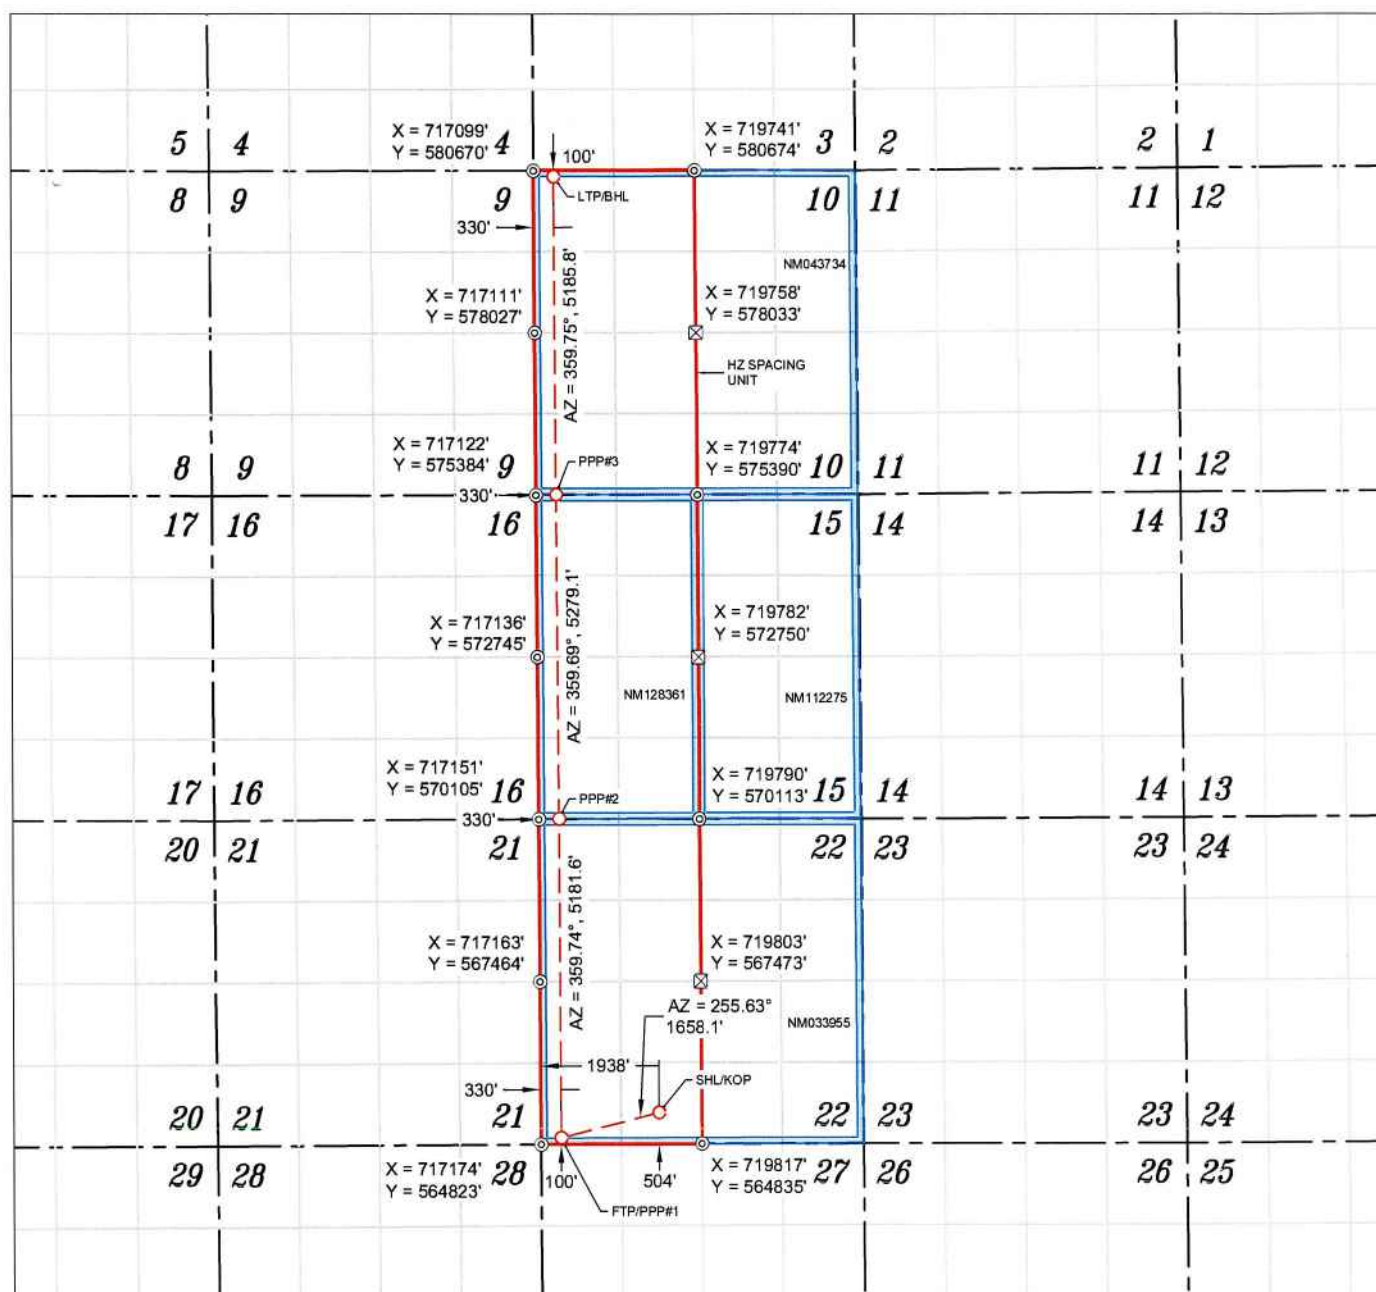 X = 717099'
Y = 580670'
X = 719741'
Y = 580674'
5 4 4 3 2 2 1
100'
8 9 9 10 11 11 12
LTP/BHL
330'
NM043734
AZ = 359.75°, 5185.8'
X = 717111'
Y = 578027'
X = 719758'
Y = 578033'
HZ SPACING
UNIT
X = 717122'
Y = 575384'
X = 719774'
Y = 575390'
8 9 9 10 11 11 12
PPP#3
330'
17 16 16 15 14 14 13
AZ = 359.69°, 5279.1'
X = 717136'
Y = 572745'
X = 719782'
Y = 572750'
NM128361
NM112275
X = 717151'
Y = 570105'
X = 719790'
Y = 570113'
17 16 16 15 14 14 13
PPP#2
330'
20 21 21 22 23 23 24
AZ = 359.74°, 5181.6'
X = 717163'
Y = 567464'
X = 719803'
Y = 567473'
AZ = 255.63°
1658.1'
NM033955
1938'
SHL/KOP
330'
20 21 21 22 23 23 24
29 28 28 27 26 26 25
X = 717174'
Y = 564823'
100'
504'
X = 719817'
Y = 564835'
FTP/PPP#1